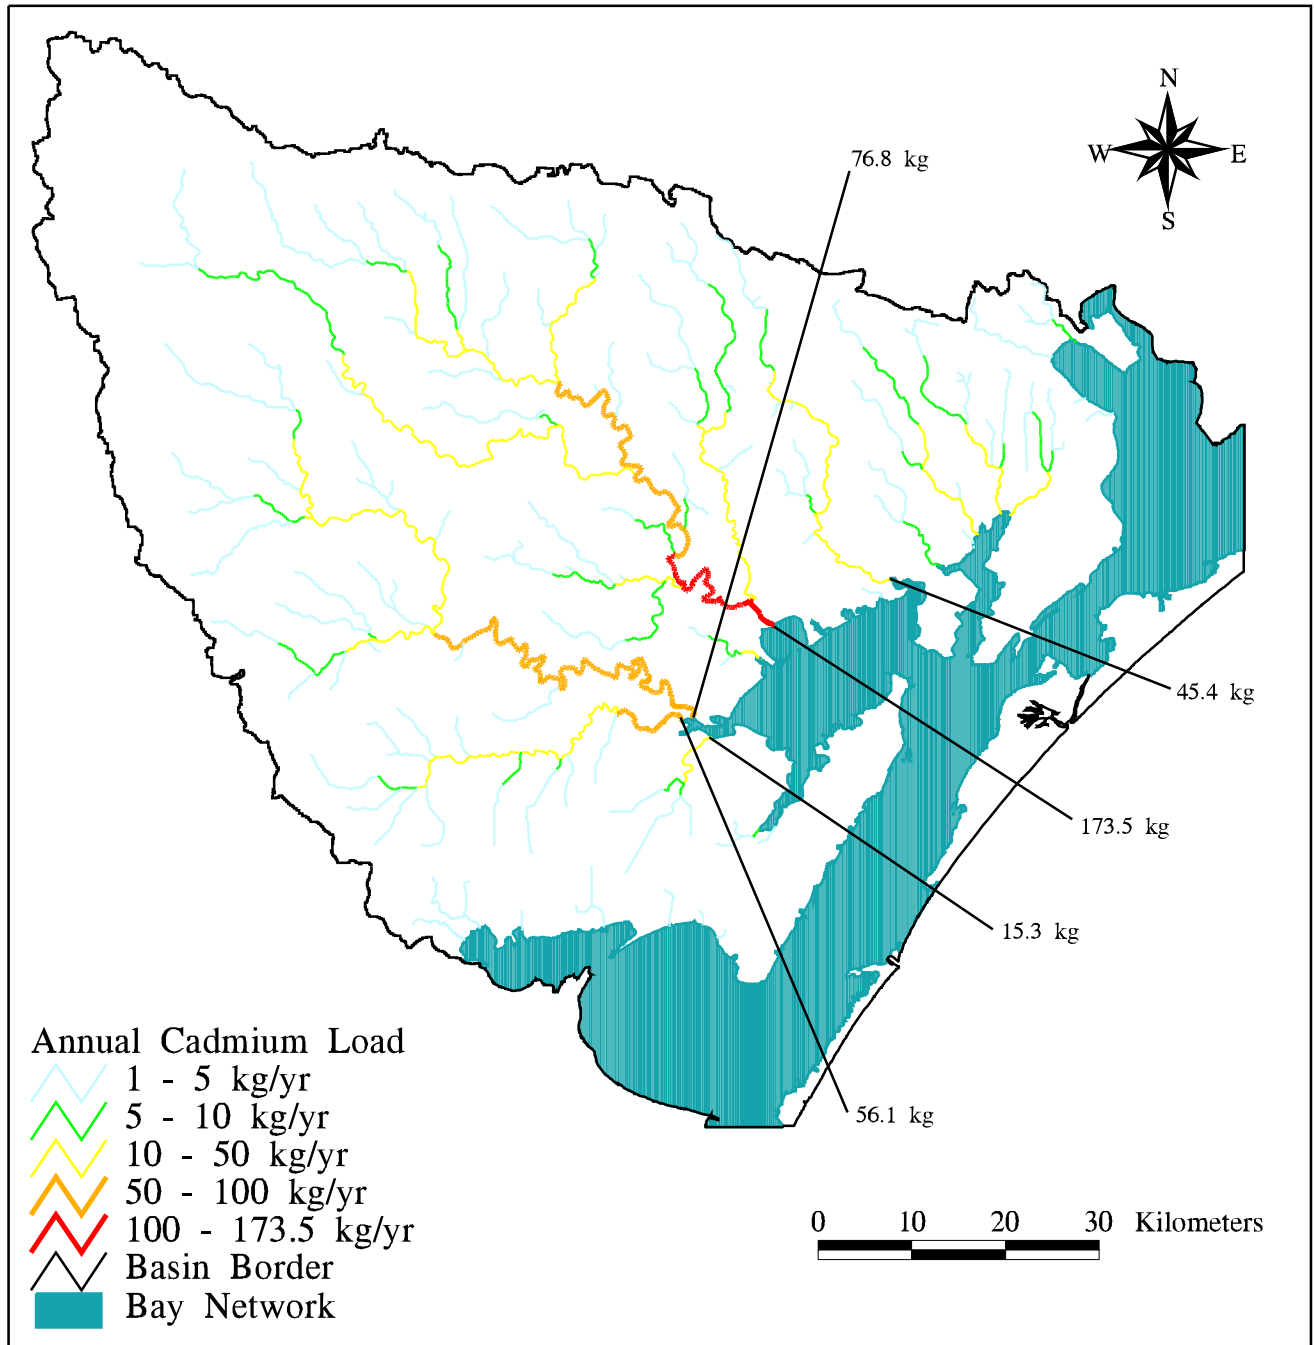 N
W E
S
76.8 kg
45.4 kg
173.5 kg
15.3 kg
56.1 kg
Annual Cadmium Load
1 - 5 kg/yr
5 - 10 kg/yr
10 - 50 kg/yr
50 - 100 kg/yr
100 - 173.5 kg/yr
Basin Border
Bay Network
0 10 20 30 Kilometers